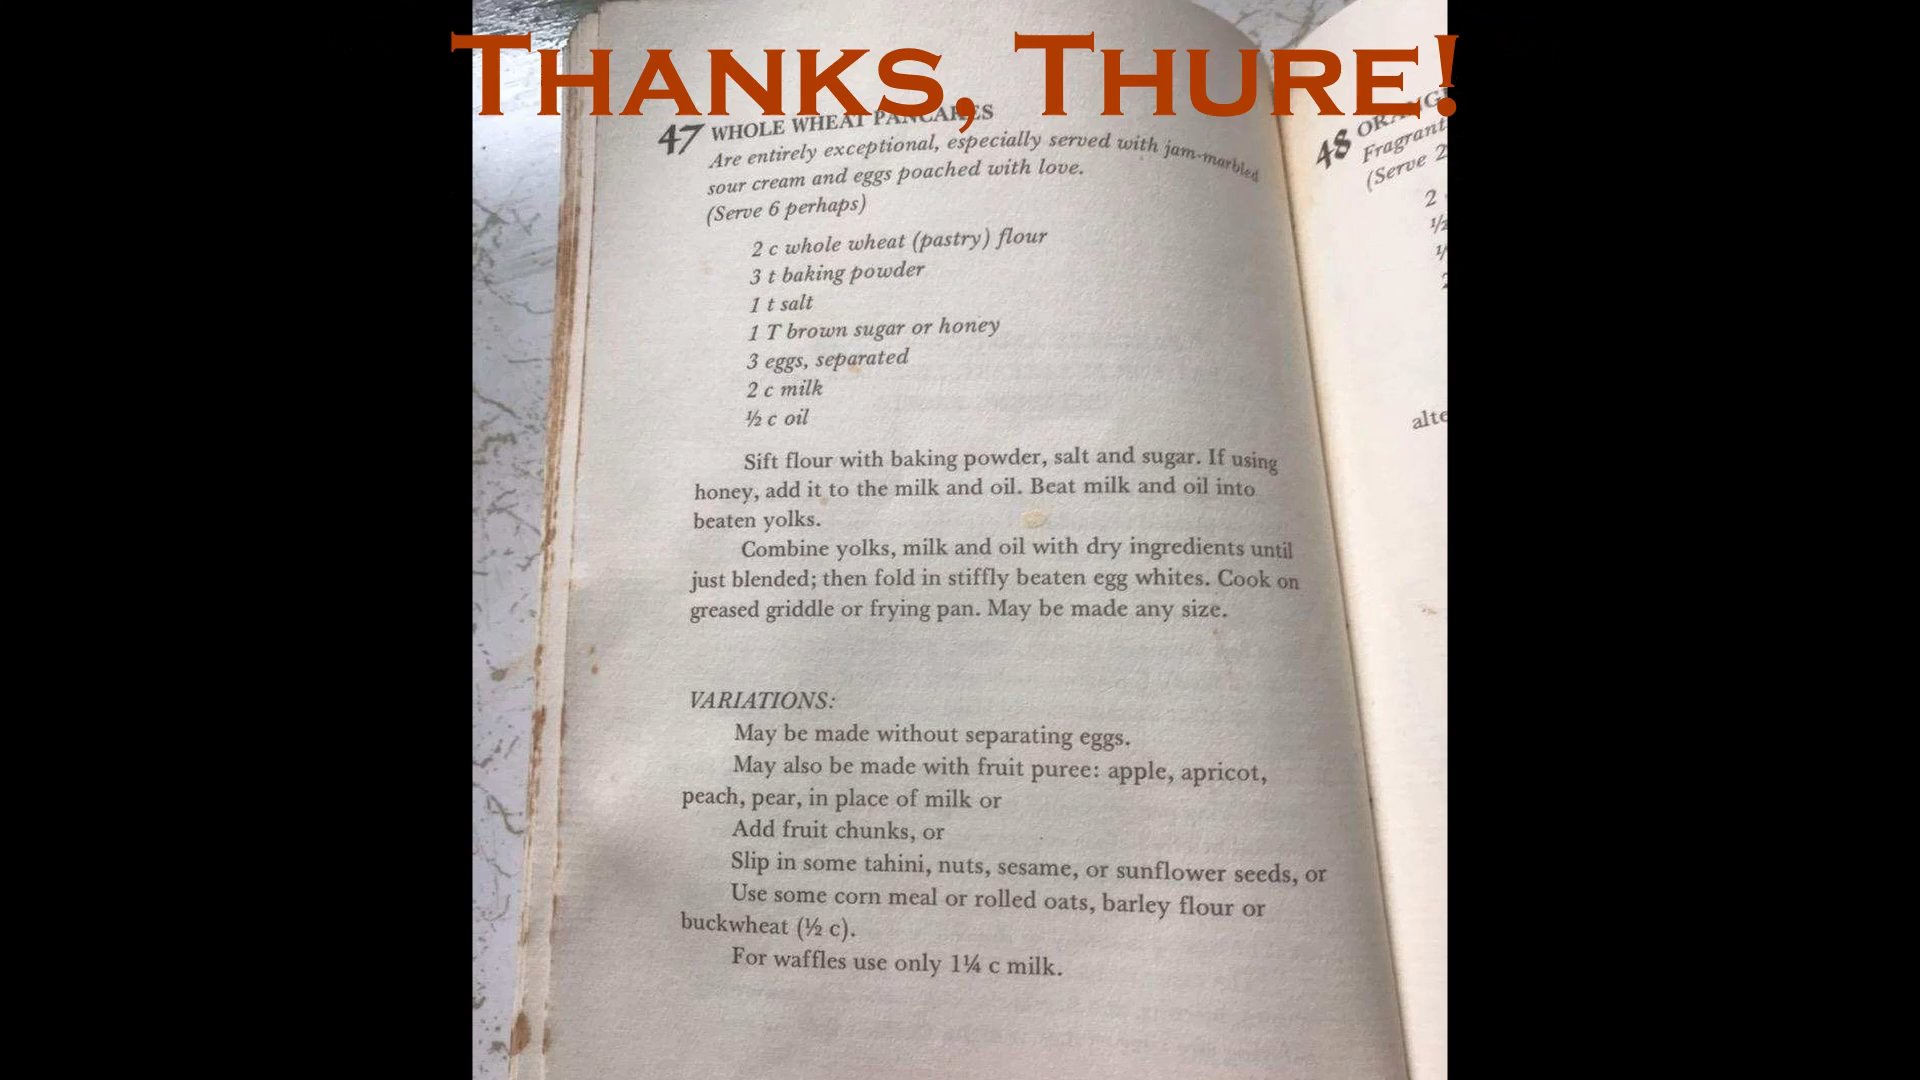 THANKS, THURE!
47 WHOLE WHEAT PANCAKES
Are entirely exceptional, especially served with jam-marbled
sour cream and eggs poached with love.
(Serve 6 perhaps)
2 c whole wheat (pastry) flour
3 t baking powder
1 t salt
1 T brown sugar or honey
3 eggs, separated
2 c milk
½ c oil
Sift flour with baking powder, salt and sugar. If using
honey, add it to the milk and oil. Beat milk and oil into
beaten yolks.
Combine yolks, milk and oil with dry ingredients until
just blended; then fold in stiffly beaten egg whites. Cook on
greased griddle or frying pan. May be made any size.
VARIATIONS:
May be made without separating eggs.
May also be made with fruit puree: apple, apricot,
peach, pear, in place of milk or
Add fruit chunks, or
Slip in some tahini, nuts, sesame, or sunflower seeds, or
Use some corn meal or rolled oats, barley flour or
buckwheat (½ c).
For waffles use only 1¼ c milk.
48
Fragrant
(Serve 2
2